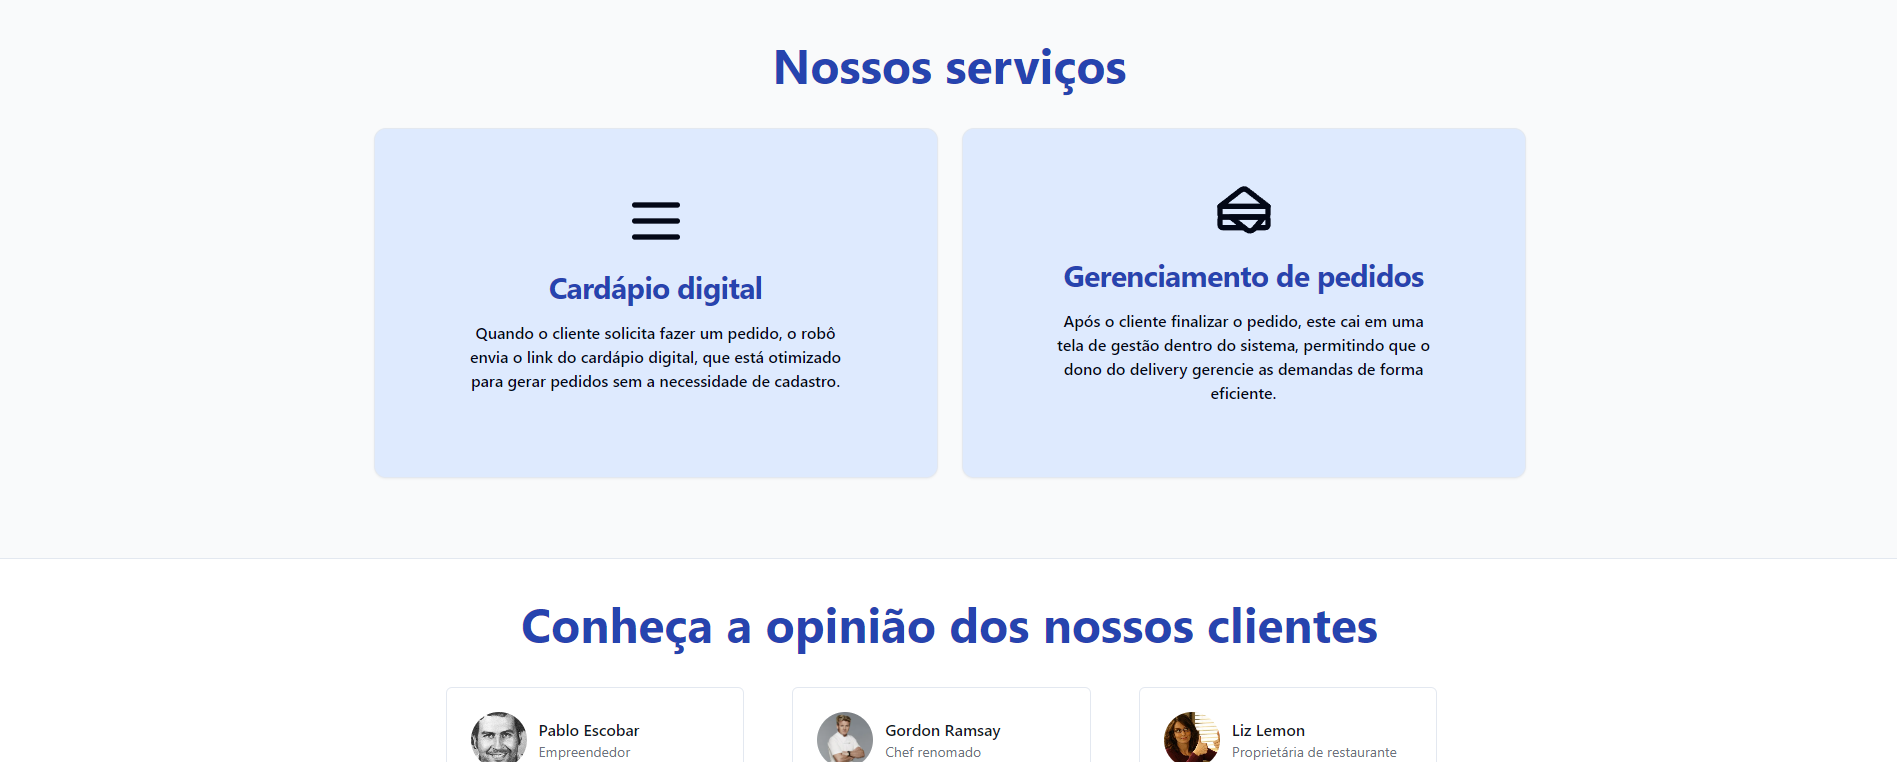 Nossos serviços
Cardápio digital
Quando o cliente solicita fazer um pedido, o robô
envia o link do cardápio digital, que está otimizado
para gerar pedidos sem a necessidade de cadastro.
Gerenciamento de pedidos
Após o cliente finalizar o pedido, este cai em uma
tela de gestão dentro do sistema, permitindo que o
dono do delivery gerencie as demandas de forma
eficiente.
Conheça a opinião dos nossos clientes
Pablo Escobar
Empreendedor
Gordon Ramsay
Chef renomado
Liz Lemon
Proprietária de restaurante